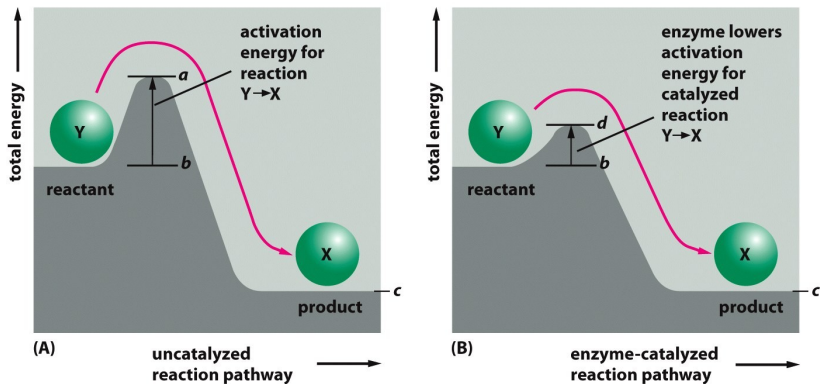 total energy
activation
energy for
reaction
Y→X
a
b
Y
reactant
X
product
c
(A)
uncatalyzed
reaction pathway
total energy
enzyme lowers
activation
energy for
catalyzed
reaction
Y→X
d
b
Y
reactant
X
product
c
(B)
enzyme-catalyzed
reaction pathway